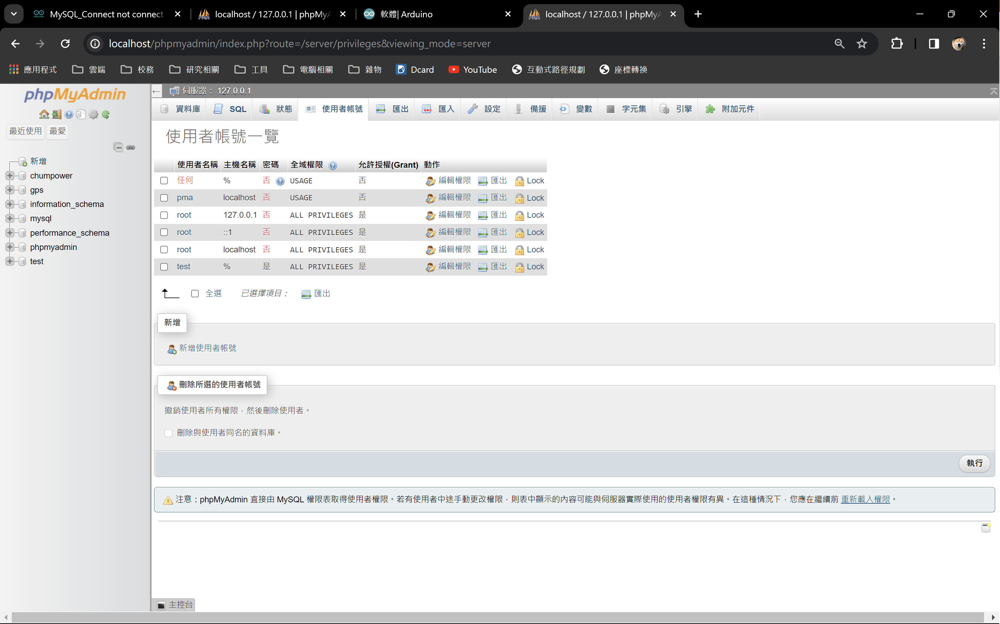 MySQL_Connect not connect
localhost / 127.0.0.1 | phpMyA
軟體| Arduino
localhost / 127.0.0.1 | phpMyA
localhost/phpmyadmin/index.php?route=/server/privileges&viewing_mode=server
應用程式 雲端 校務 研究相關 工具 電腦相關 雜物 Dcard YouTube 互動式路徑規劃 座標轉換
phpMyAdmin
最近使用 最愛
新增
chumpower
gps
information_schema
mysql
performance_schema
phpmyadmin
test
伺服器： 127.0.0.1
資料庫 SQL 狀態 使用者帳號 匯出 匯入 設定 備援 變數 字元集 引擎 附加元件
使用者帳號一覽
使用者名稱 主機名稱 密碼 全域權限 允許授權(Grant) 動作
任何 % 否 USAGE 否 編輯權限 匯出 Lock
pma localhost 否 USAGE 否 編輯權限 匯出 Lock
root 127.0.0.1 否 ALL PRIVILEGES 是 編輯權限 匯出 Lock
root ::1 否 ALL PRIVILEGES 是 編輯權限 匯出 Lock
root localhost 否 ALL PRIVILEGES 是 編輯權限 匯出 Lock
test % 是 ALL PRIVILEGES 是 編輯權限 匯出 Lock
全選 已選擇項目： 匯出
新增
新增使用者帳號
刪除所選的使用者帳號
撤銷使用者所有權限，然後刪除使用者。
刪除與使用者同名的資料庫。
執行
注意：phpMyAdmin 直接由 MySQL 權限表取得使用者權限。若有使用者中途手動更改權限，則表中顯示的內容可能與伺服器實際使用的使用者權限有異。在這種情況下，您應在繼續前 重新載入權限。
主控台